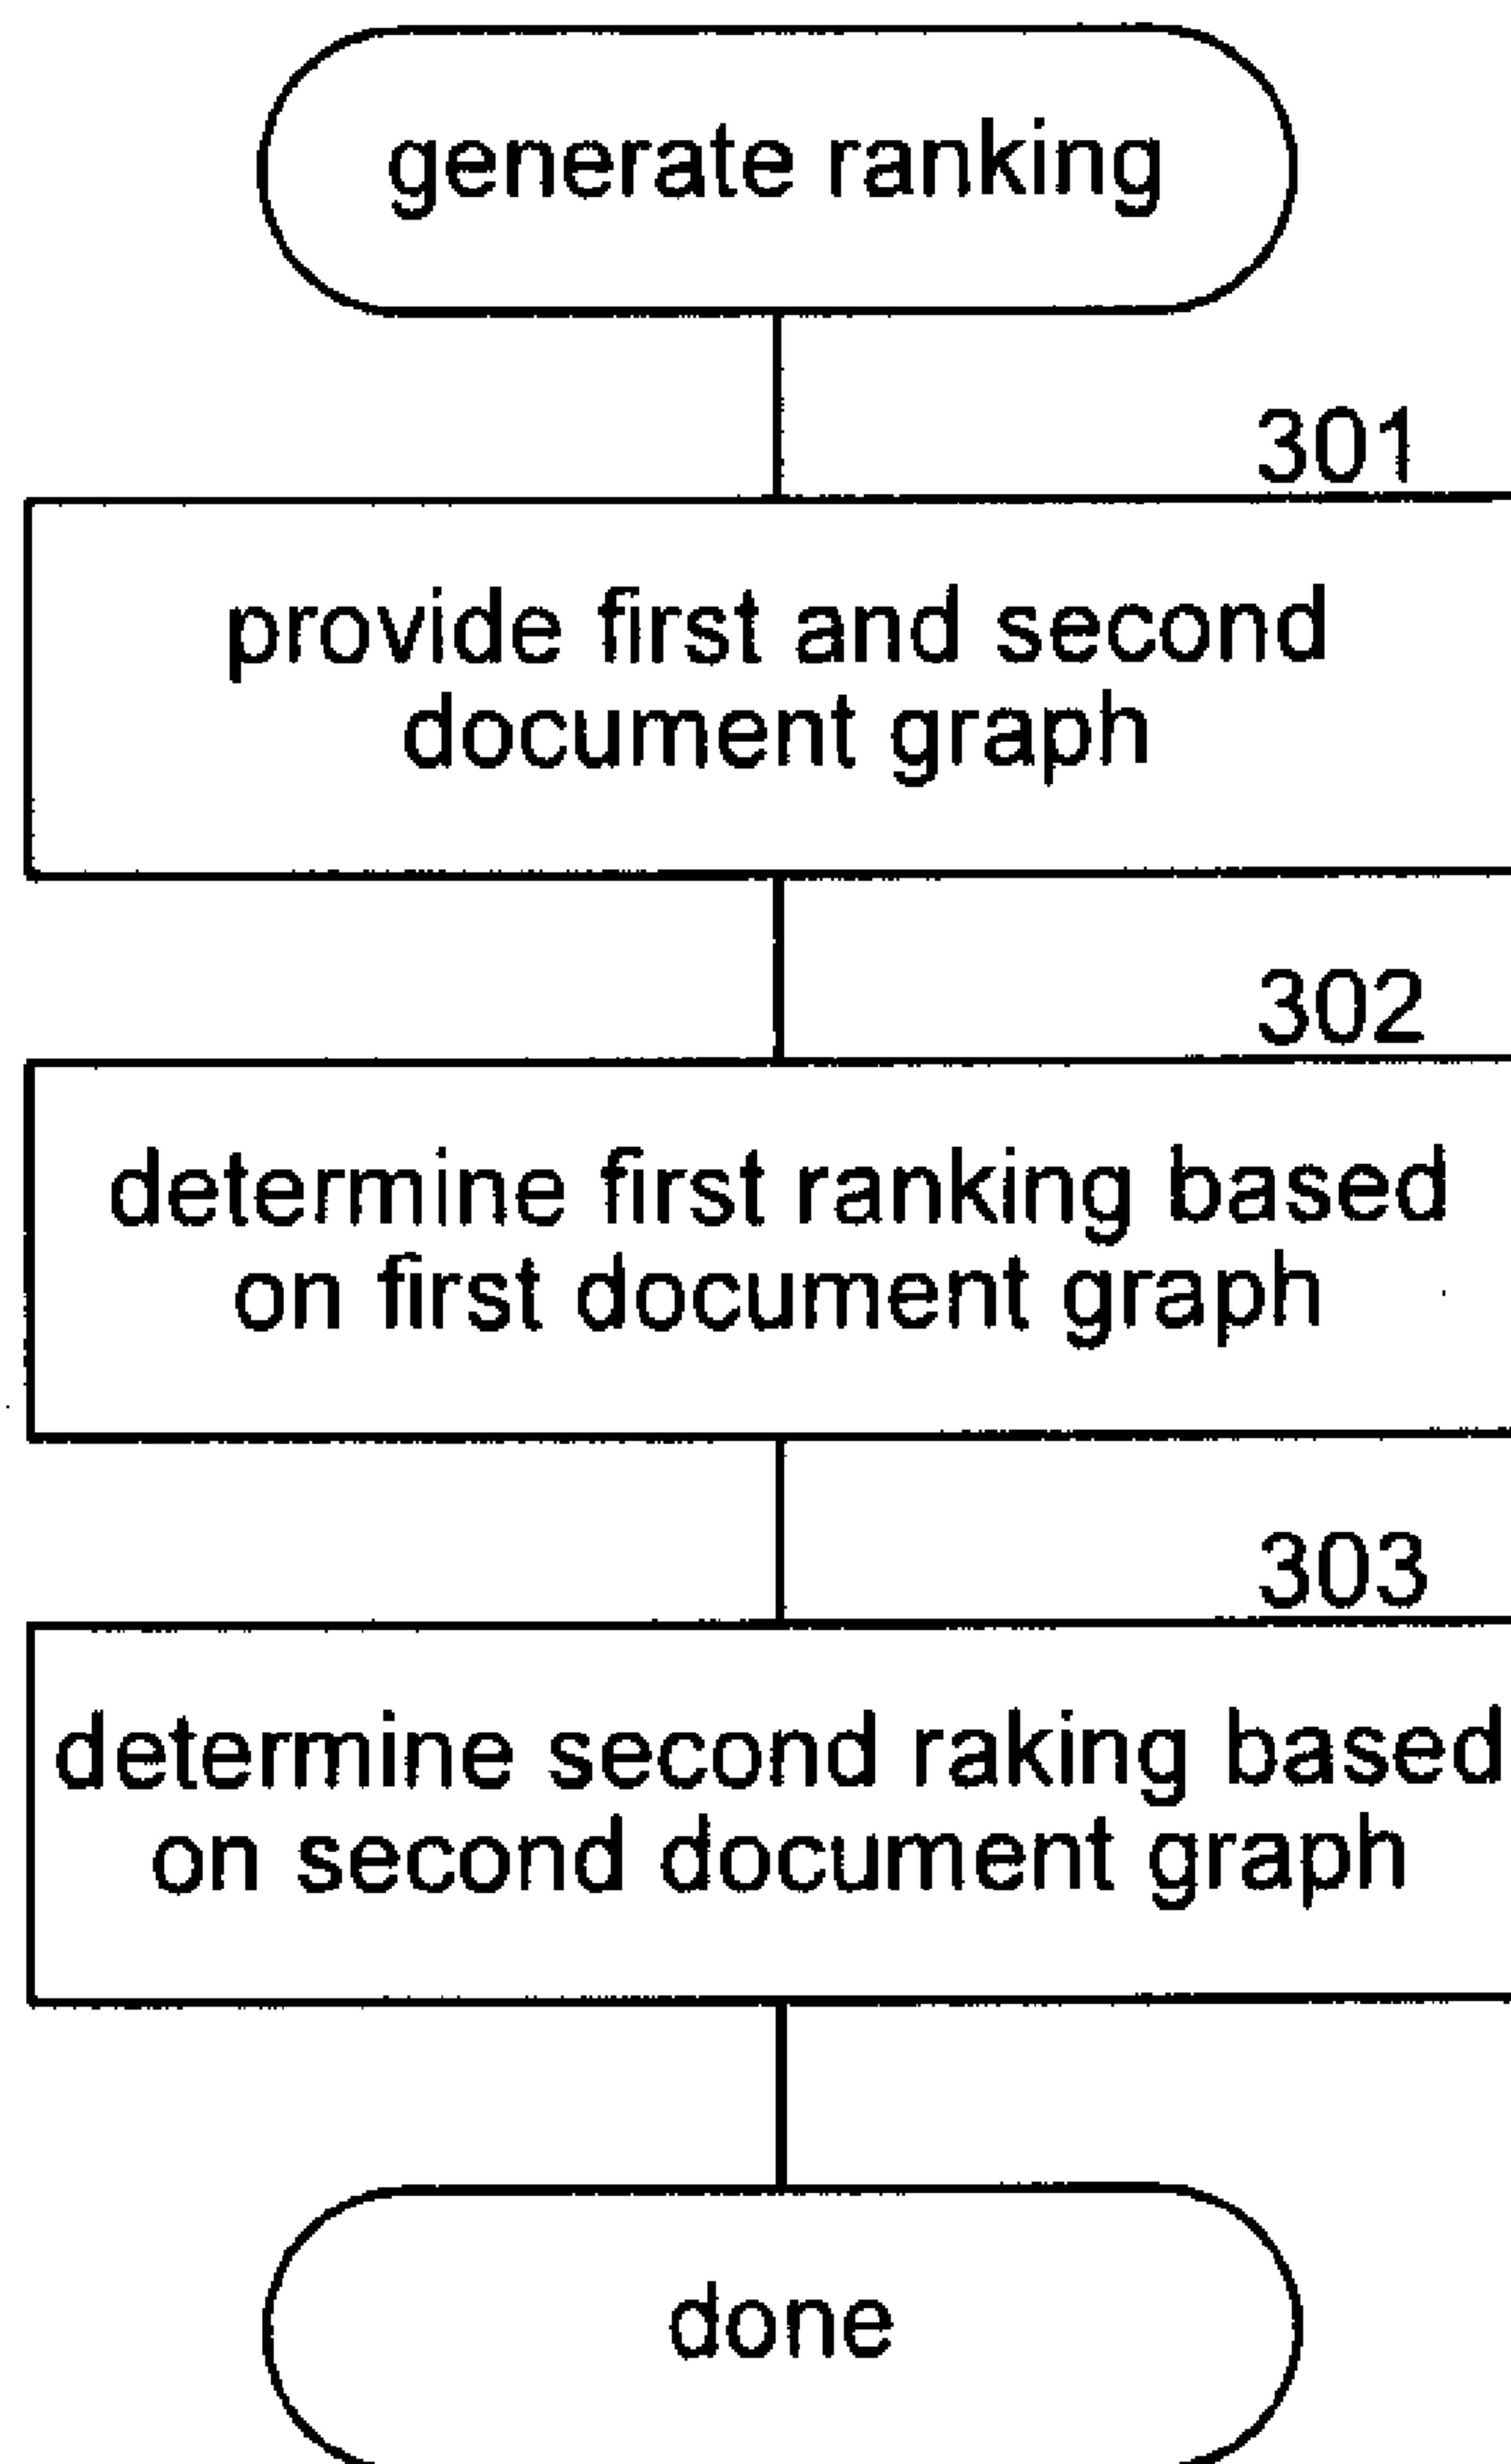 generate ranking
301
provide first and second
document graph
302
determine first ranking based
on first document graph
303
determine second raking based
on second document graph
done